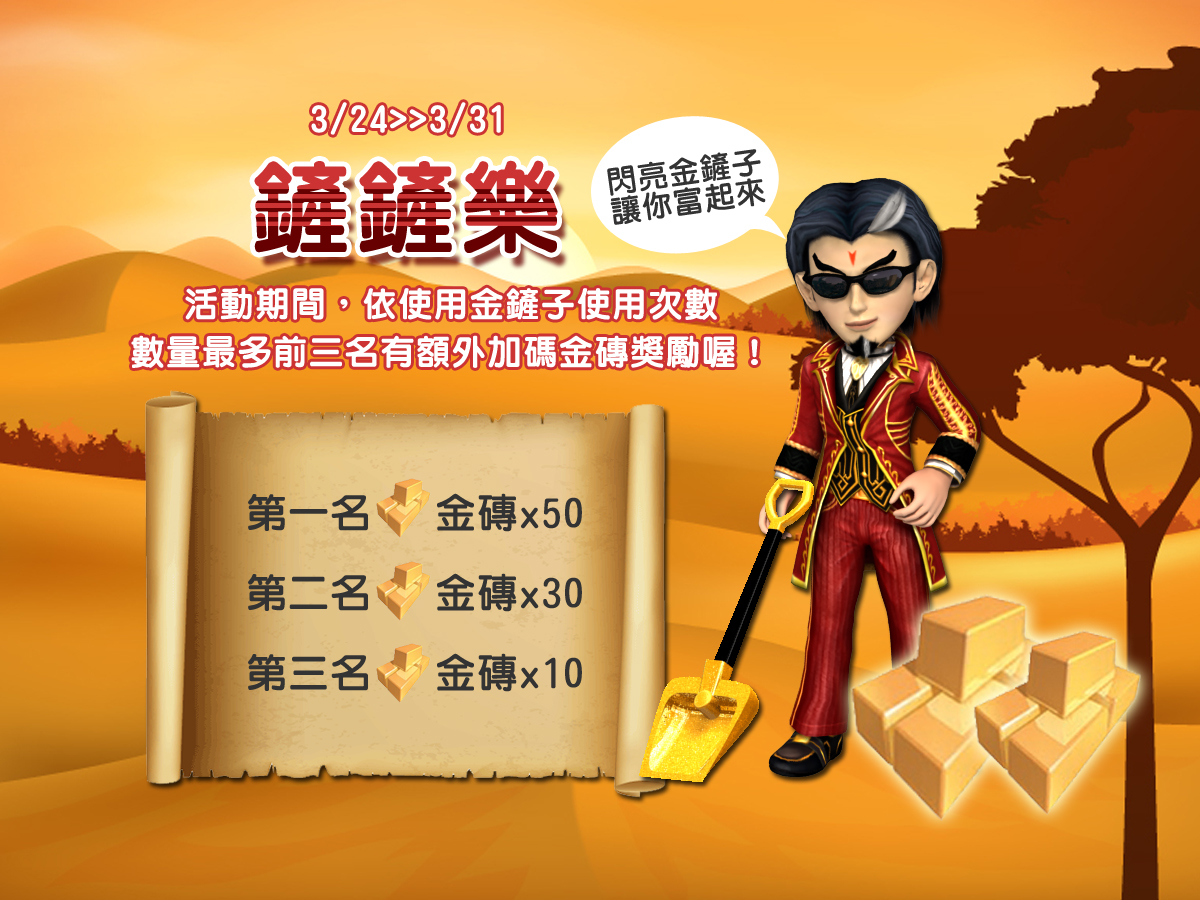 3/24>>3/31
鏟鏟樂
閃亮金鏟子
讓你富起來
活動期間，依使用金鏟子使用次數
數量最多前三名有額外加碼金磚獎勵喔！
第一名 金磚x50
第二名 金磚x30
第三名 金磚x10